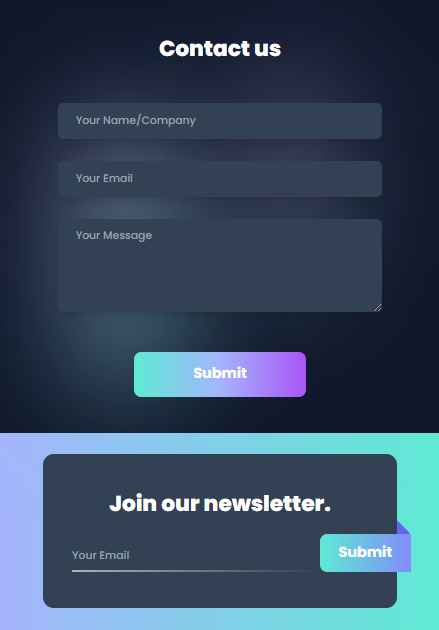 Contact us
Your Name/Company
Your Email
Your Message
Submit
Join our newsletter.
Your Email
Submit